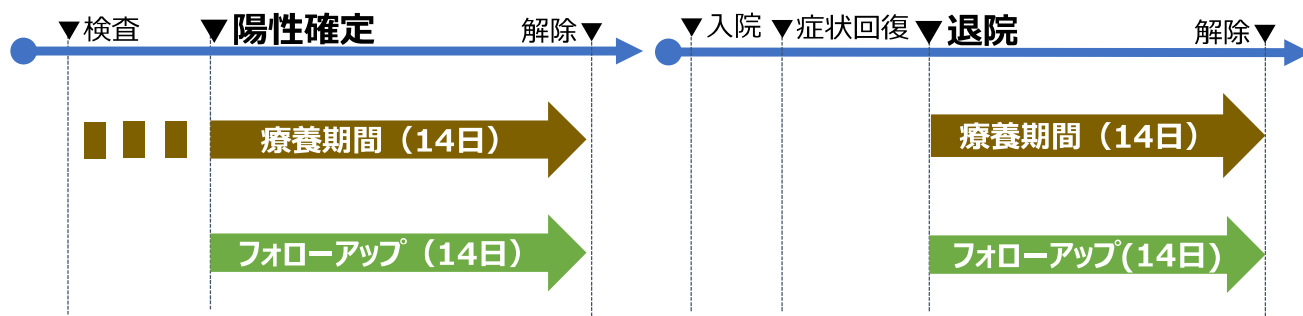 ▼検査 ▼陽性確定 解除▼
療養期間（14日）
フォローアップ（14日）
▼入院 ▼症状回復 ▼退院 解除▼
療養期間（14日）
フォローアップ(14日)